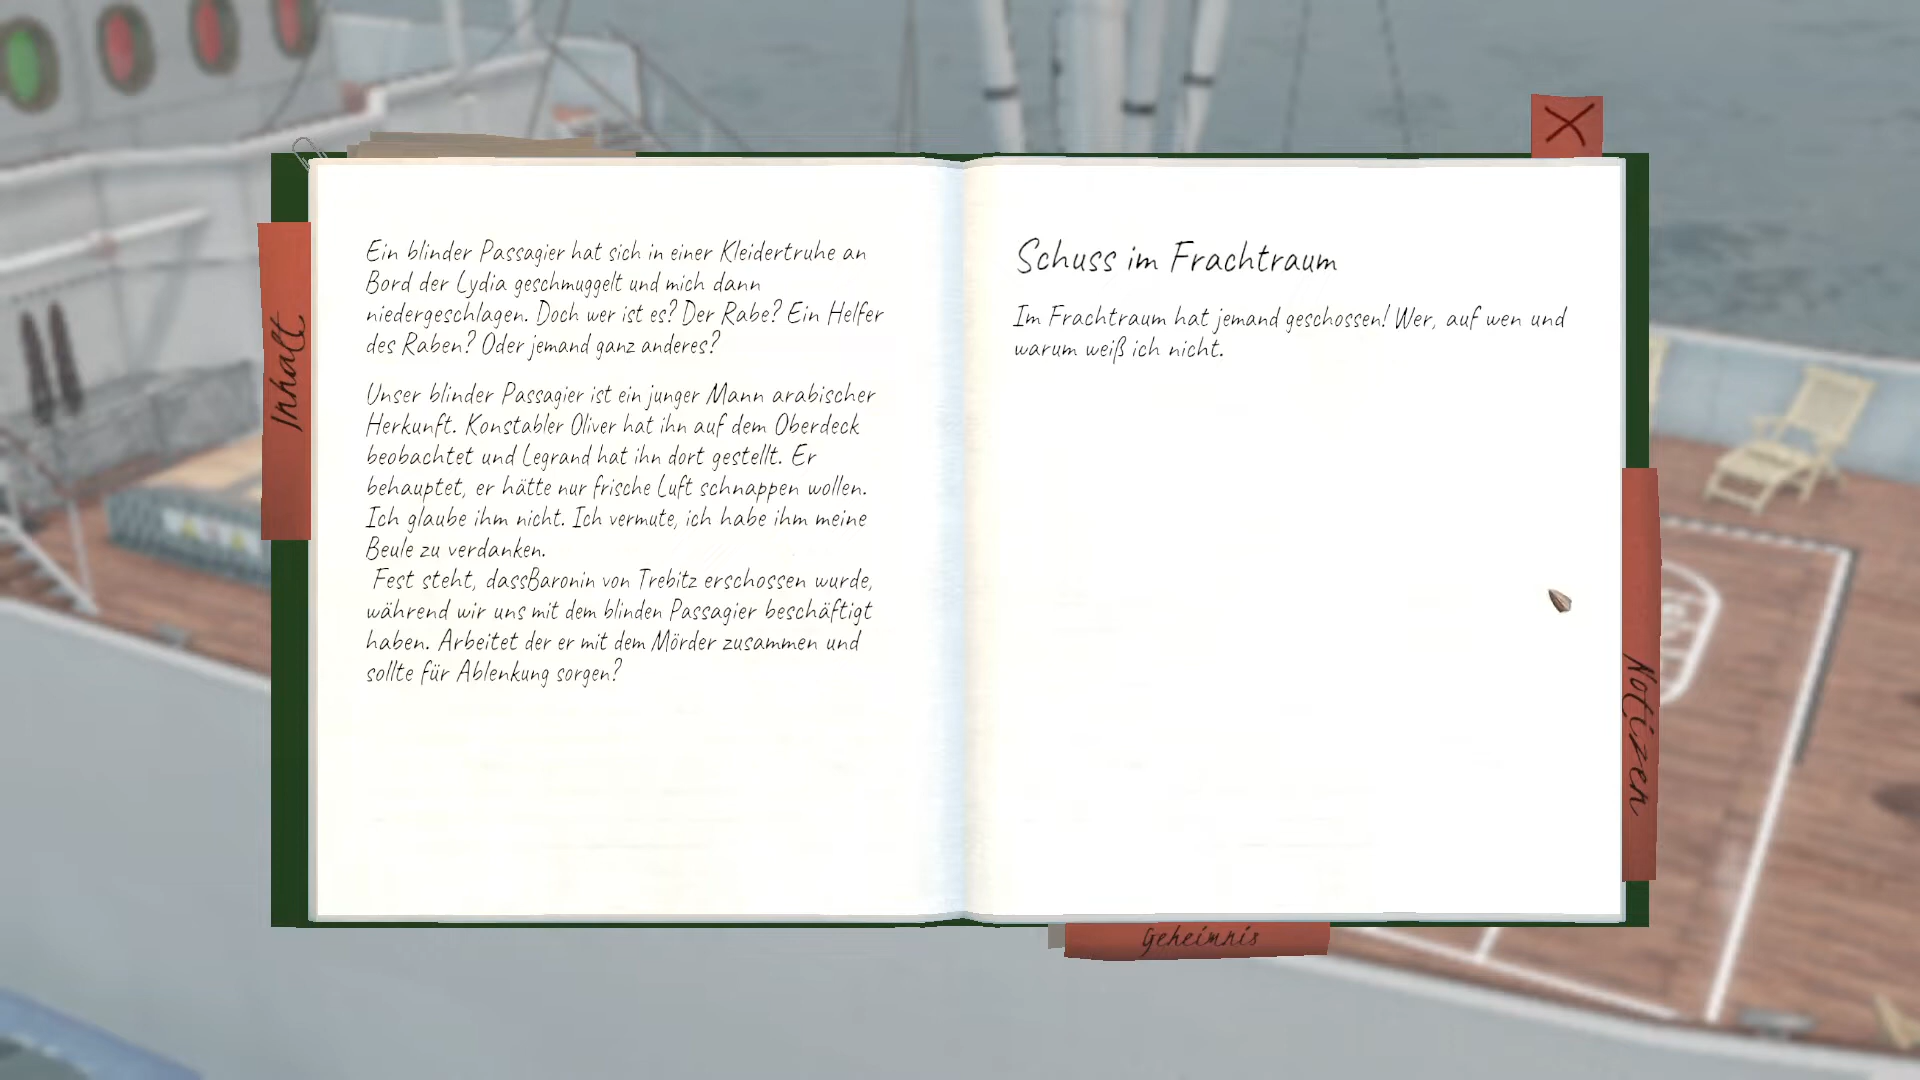 Ein blinder Passagier hat sich in einer Kleidertruhe an
Bord der Lydia geschmuggelt und mich dann
niedergeschlagen. Doch wer ist es? Der Rabe? Ein Helfer
des Raben? Oder jemand ganz anderes?
Unser blinder Passagier ist ein junger Mann arabischer
Herkunft. Konstabler Oliver hat ihn auf dem Oberdeck
beobachtet und Legrand hat ihn dort gestellt. Er
behauptet, er hätte nur frische Luft schnappen wollen.
Ich glaube ihm nicht. Ich vermute, ich habe ihm meine
Beule zu verdanken.
Fest steht, dassBaronin von Trebitz erschossen wurde,
während wir uns mit dem blinden Passagier beschäftigt
haben. Arbeitet der er mit dem Mörder zusammen und
sollte für Ablenkung sorgen?
Schuss im Frachtraum
Im Frachtraum hat jemand geschossen! Wer, auf wen und
warum weiß ich nicht.
Inhalt
Notizen
Geheimnis